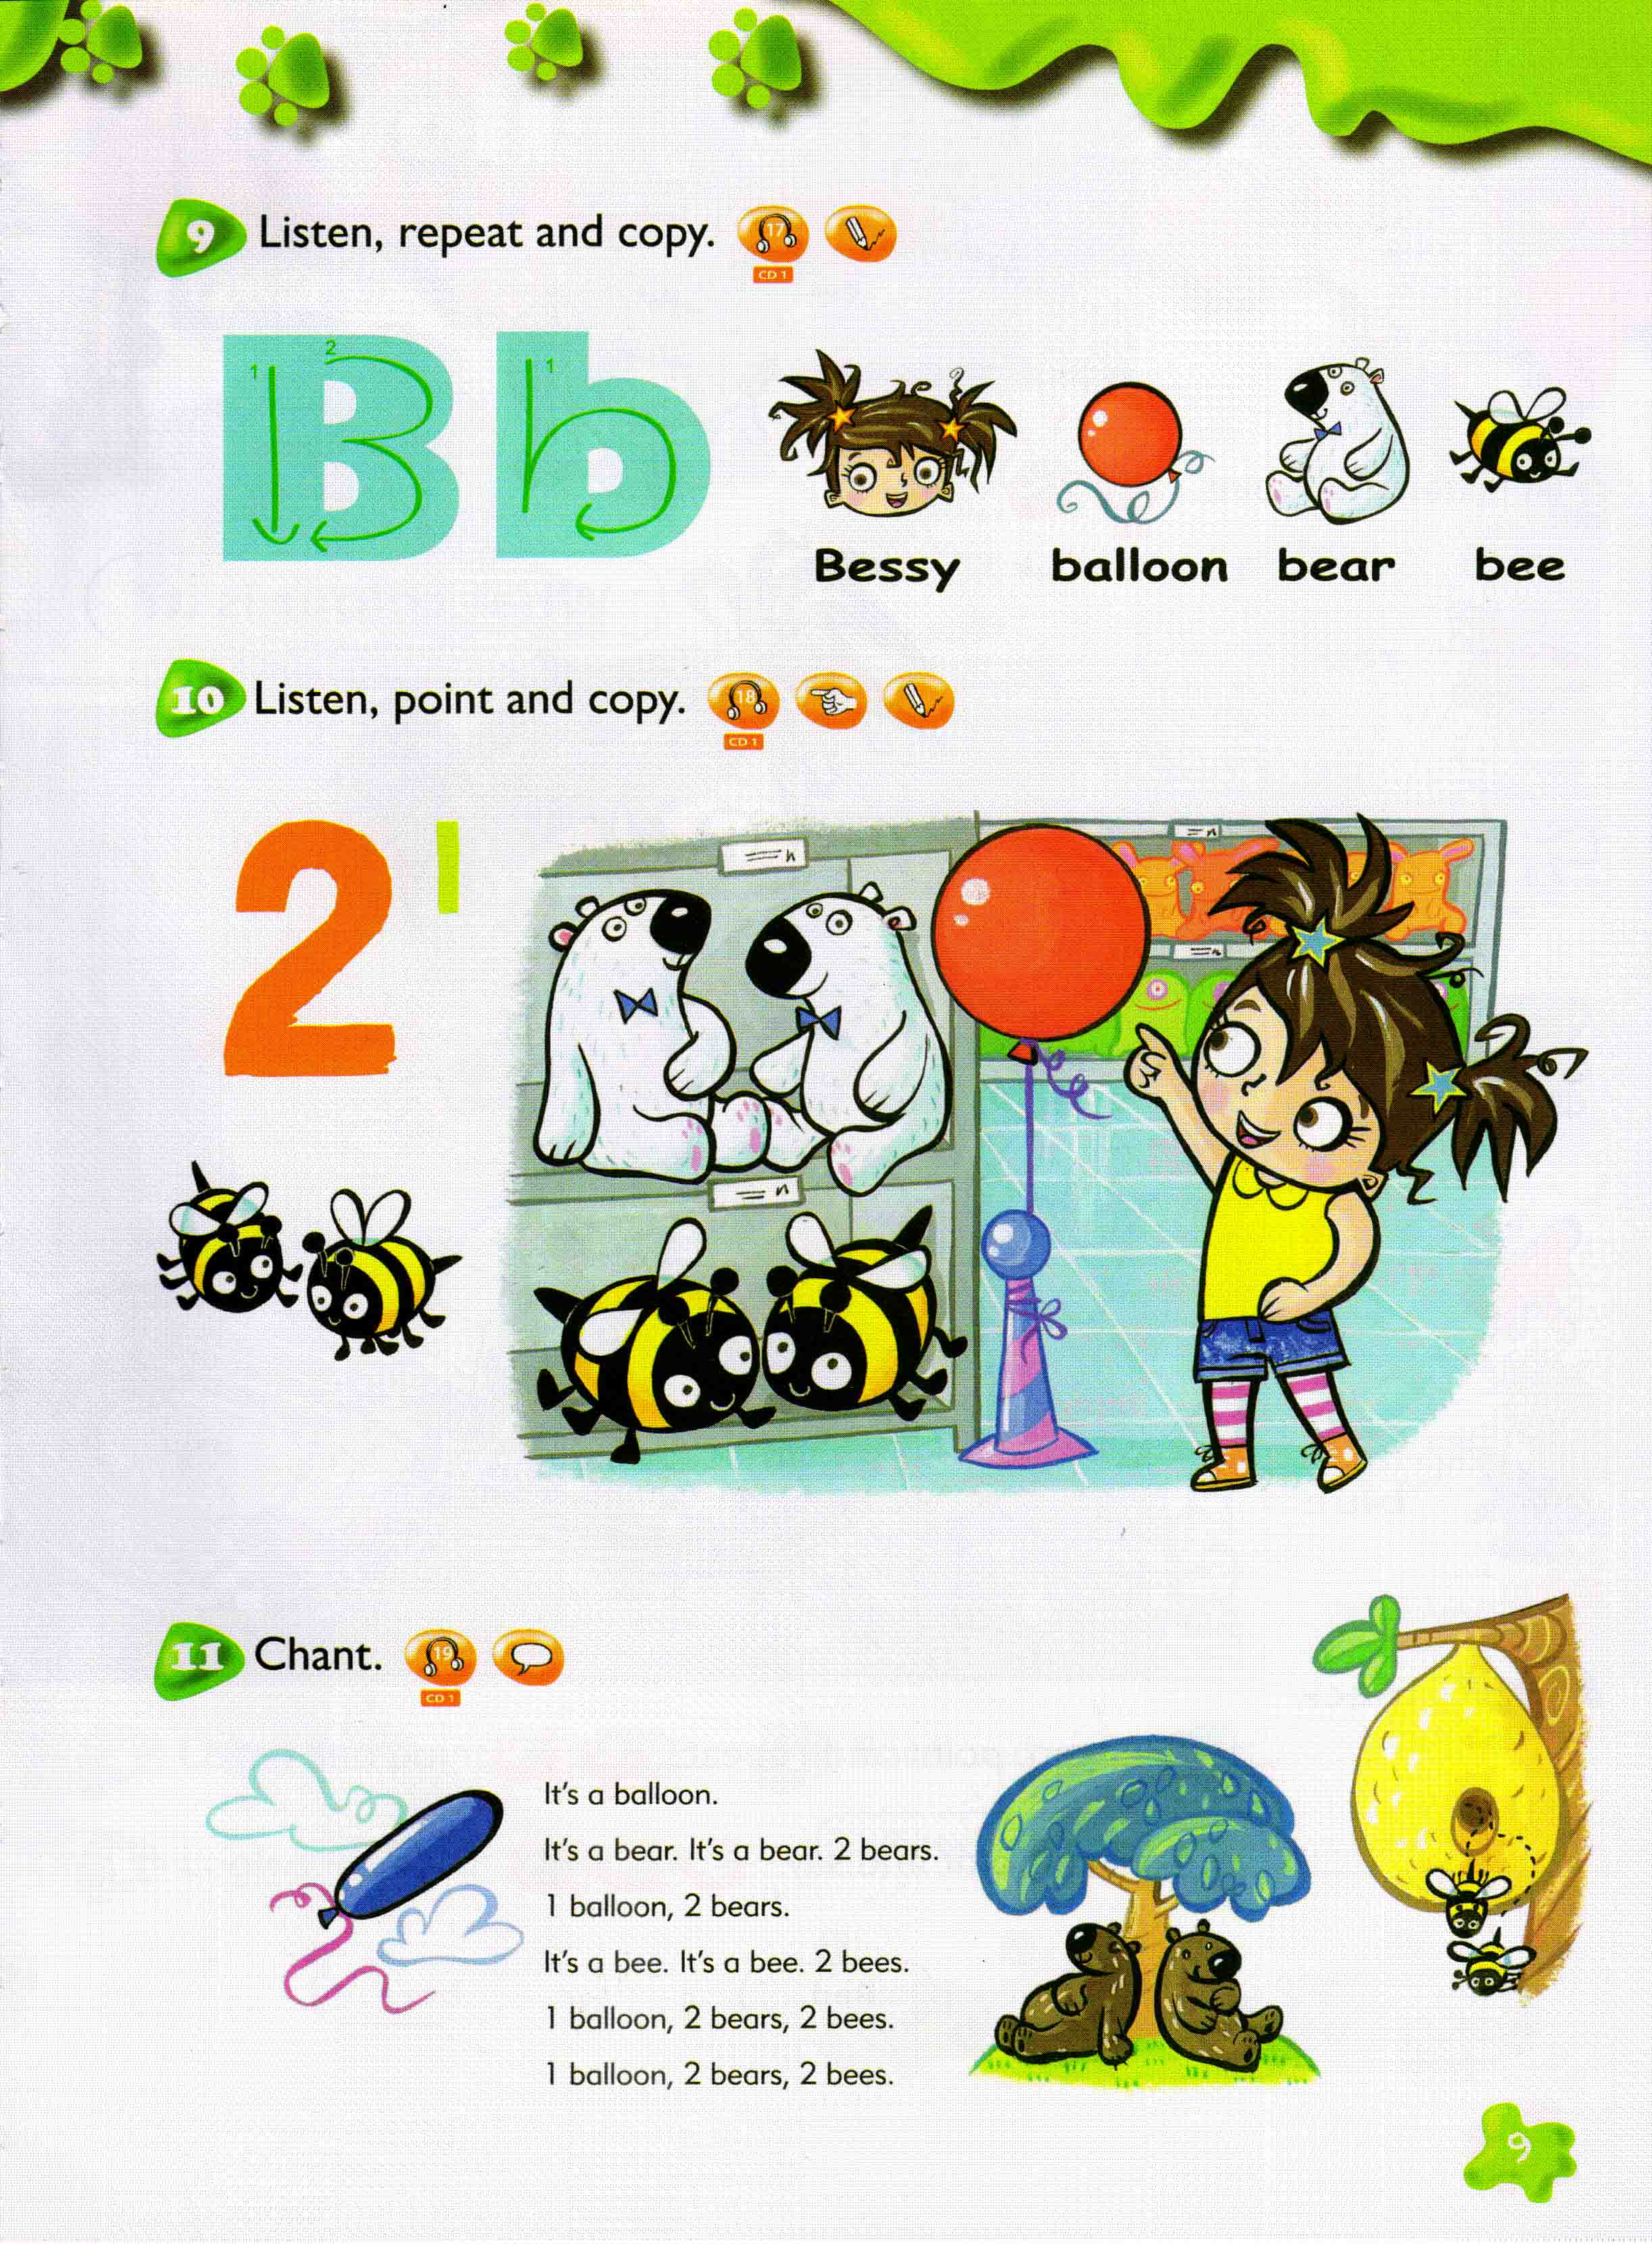 9 Listen, repeat and copy. 17
CD 1
Bb
1 2 1
Bessy balloon bear bee
10 Listen, point and copy. 18
CD 1
2 1
11 Chant. 19
CD 1
It's a balloon.
It's a bear. It's a bear. 2 bears.
1 balloon, 2 bears.
It's a bee. It's a bee. 2 bees.
1 balloon, 2 bears, 2 bees.
1 balloon, 2 bears, 2 bees.
9